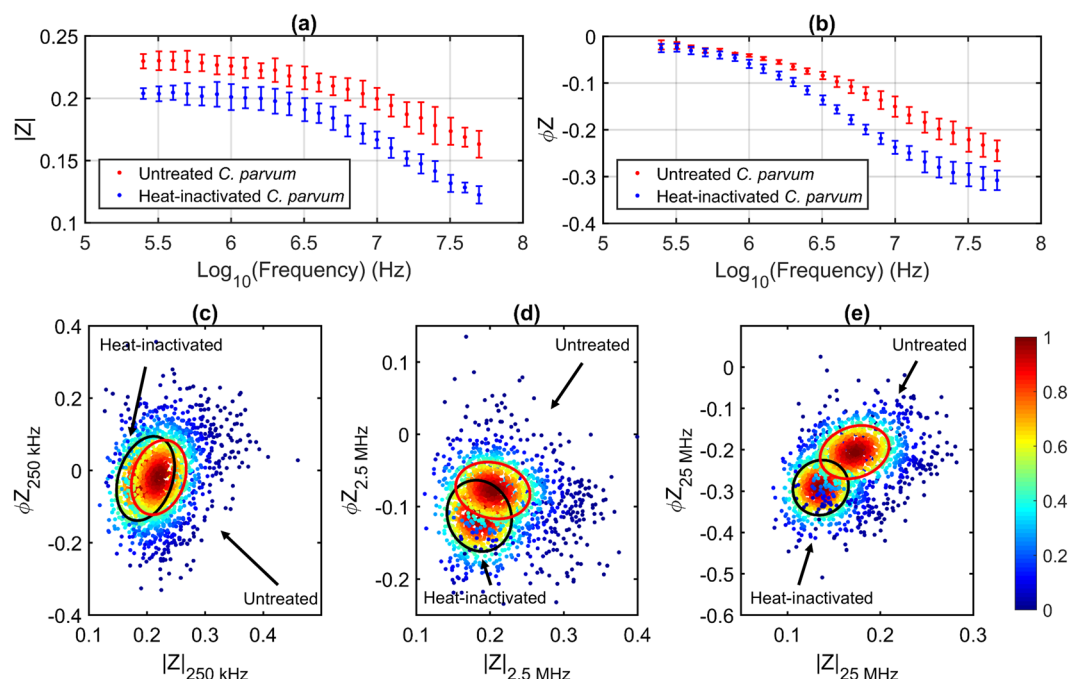 (a)
0.25
0.2
0.15
0.1
|Z|
Untreated C. parvum
Heat-inactivated C. parvum
5 5.5 6 6.5 7 7.5 8
Log10(Frequency) (Hz)
(b)
0
-0.1
-0.2
-0.3
-0.4
ϕZ
Untreated C. parvum
Heat-inactivated C. parvum
5 5.5 6 6.5 7 7.5 8
Log10(Frequency) (Hz)
(c)
0.4
0.2
0
-0.2
-0.4
ϕZ250 kHz
Heat-inactivated
Untreated
0.1 0.2 0.3 0.4
|Z|250 kHz
(d)
0.1
0
-0.1
-0.2
ϕZ2.5 MHz
Untreated
Heat-inactivated
0.1 0.2 0.3 0.4
|Z|2.5 MHz
(e)
0
-0.1
-0.2
-0.3
-0.4
-0.5
-0.6
ϕZ25 MHz
Untreated
Heat-inactivated
0.1 0.2 0.3
|Z|25 MHz
1
0.8
0.6
0.4
0.2
0